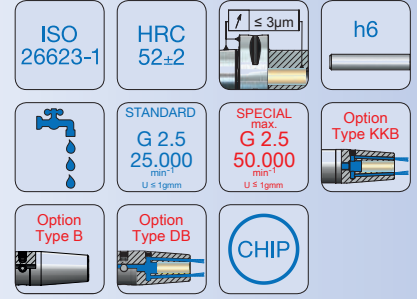 ISO
26623-1
HRC
52±2
↗ ≤ 3µm
h6
STANDARD
G 2.5
25.000
min⁻¹
U ≤ 1gmm
SPECIAL
max.
G 2.5
50.000
min⁻¹
U ≤ 1gmm
Option
Type KKB
Option
Type B
Option
Type DB
CHIP